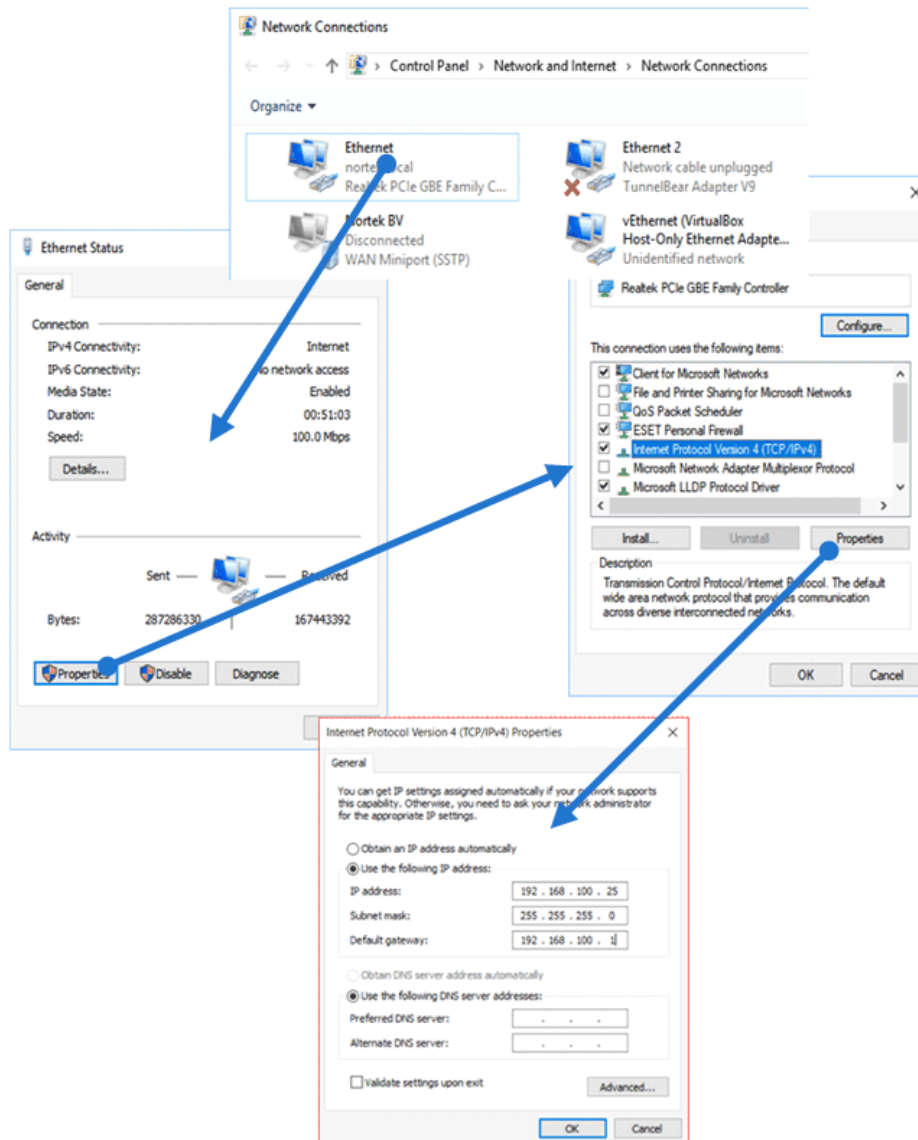 Network Connections
Control Panel > Network and Internet > Network Connections
Organize
Ethernet
Realtek PCIe GBE Family C...
Ethernet 2
Network cable unplugged
TunnelBear Adapter V9
Nortek BV
Disconnected
WAN Miniport (SSTP)
vEthernet (VirtualBox
Host-Only Ethernet Adapte...
Unidentified network
Ethernet Status
General
Connection
IPv4 Connectivity: Internet
IPv6 Connectivity: No network access
Media State: Enabled
Duration: 00:51:03
Speed: 100.0 Mbps
Details...
Activity
Sent — — Received
Bytes: 287286330 | 167443392
Properties
Disable
Diagnose
Realtek PCIe GBE Family Controller
Configure...
This connection uses the following items:
Client for Microsoft Networks
File and Printer Sharing for Microsoft Networks
QoS Packet Scheduler
ESET Personal Firewall
Internet Protocol Version 4 (TCP/IPv4)
Microsoft Network Adapter Multiplexor Protocol
Microsoft LLDP Protocol Driver
Install...
Uninstall
Properties
Description
Transmission Control Protocol/Internet Protocol. The default
wide area network protocol that provides communication
across diverse interconnected networks.
OK
Cancel
Internet Protocol Version 4 (TCP/IPv4) Properties
General
You can get IP settings assigned automatically if your network supports
this capability. Otherwise, you need to ask your network administrator
for the appropriate IP settings.
Obtain an IP address automatically
Use the following IP address:
IP address: 192 . 168 . 100 . 25
Subnet mask: 255 . 255 . 255 . 0
Default gateway: 192 . 168 . 100 . 1
Obtain DNS server address automatically
Use the following DNS server addresses:
Preferred DNS server: . . .
Alternate DNS server: . . .
Validate settings upon exit
Advanced...
OK
Cancel